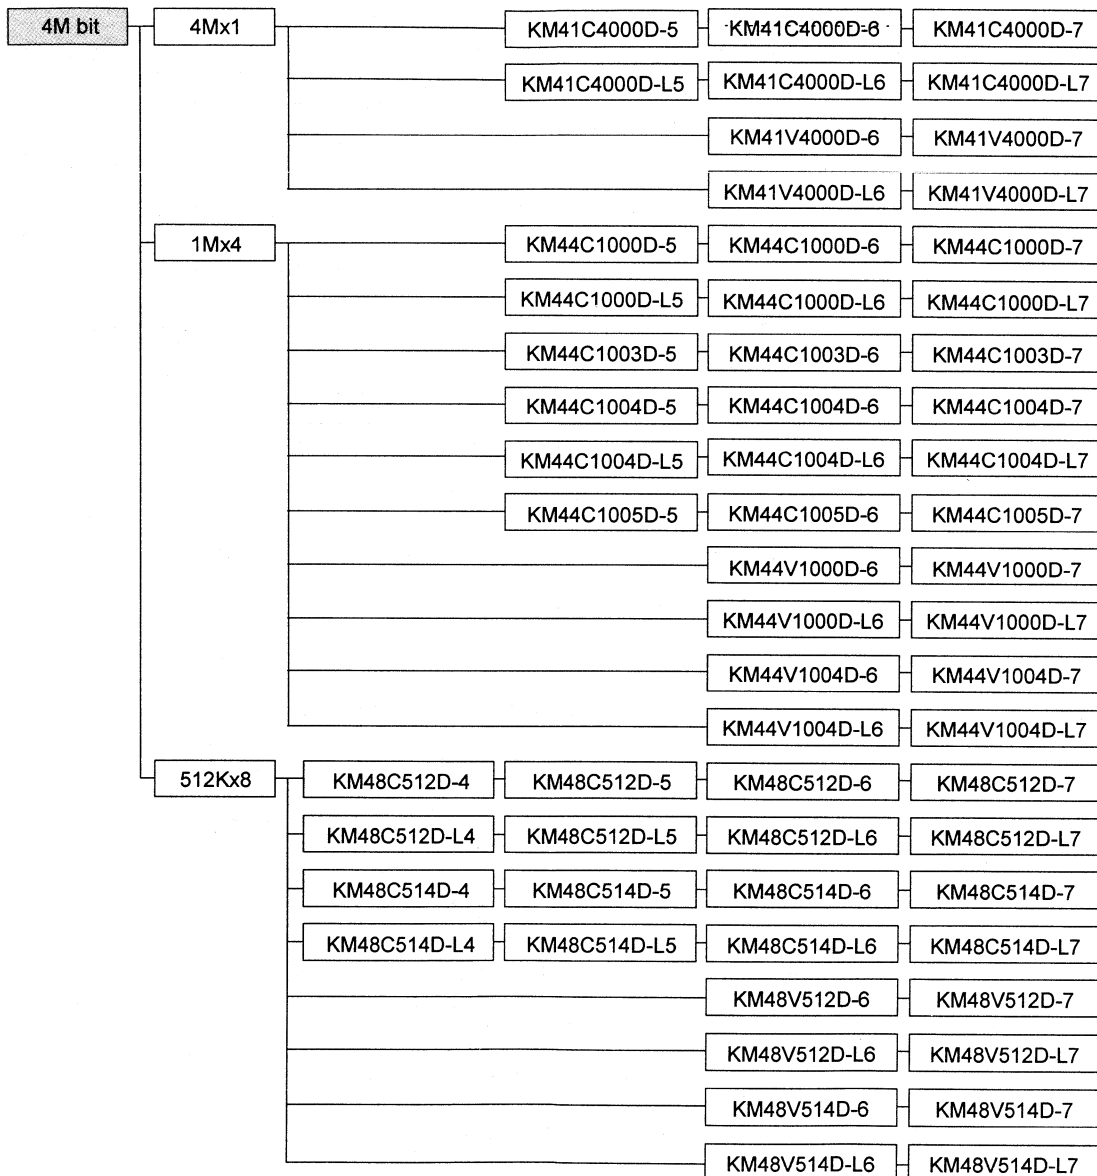 4M bit 4Mx1 KM41C4000D-5 KM41C4000D-6 KM41C4000D-7
KM41C4000D-L5 KM41C4000D-L6 KM41C4000D-L7
KM41V4000D-6 KM41V4000D-7
KM41V4000D-L6 KM41V4000D-L7
1Mx4 KM44C1000D-5 KM44C1000D-6 KM44C1000D-7
KM44C1000D-L5 KM44C1000D-L6 KM44C1000D-L7
KM44C1003D-5 KM44C1003D-6 KM44C1003D-7
KM44C1004D-5 KM44C1004D-6 KM44C1004D-7
KM44C1004D-L5 KM44C1004D-L6 KM44C1004D-L7
KM44C1005D-5 KM44C1005D-6 KM44C1005D-7
KM44V1000D-6 KM44V1000D-7
KM44V1000D-L6 KM44V1000D-L7
KM44V1004D-6 KM44V1004D-7
KM44V1004D-L6 KM44V1004D-L7
512Kx8 KM48C512D-4 KM48C512D-5 KM48C512D-6 KM48C512D-7
KM48C512D-L4 KM48C512D-L5 KM48C512D-L6 KM48C512D-L7
KM48C514D-4 KM48C514D-5 KM48C514D-6 KM48C514D-7
KM48C514D-L4 KM48C514D-L5 KM48C514D-L6 KM48C514D-L7
KM48V512D-6 KM48V512D-7
KM48V512D-L6 KM48V512D-L7
KM48V514D-6 KM48V514D-7
KM48V514D-L6 KM48V514D-L7